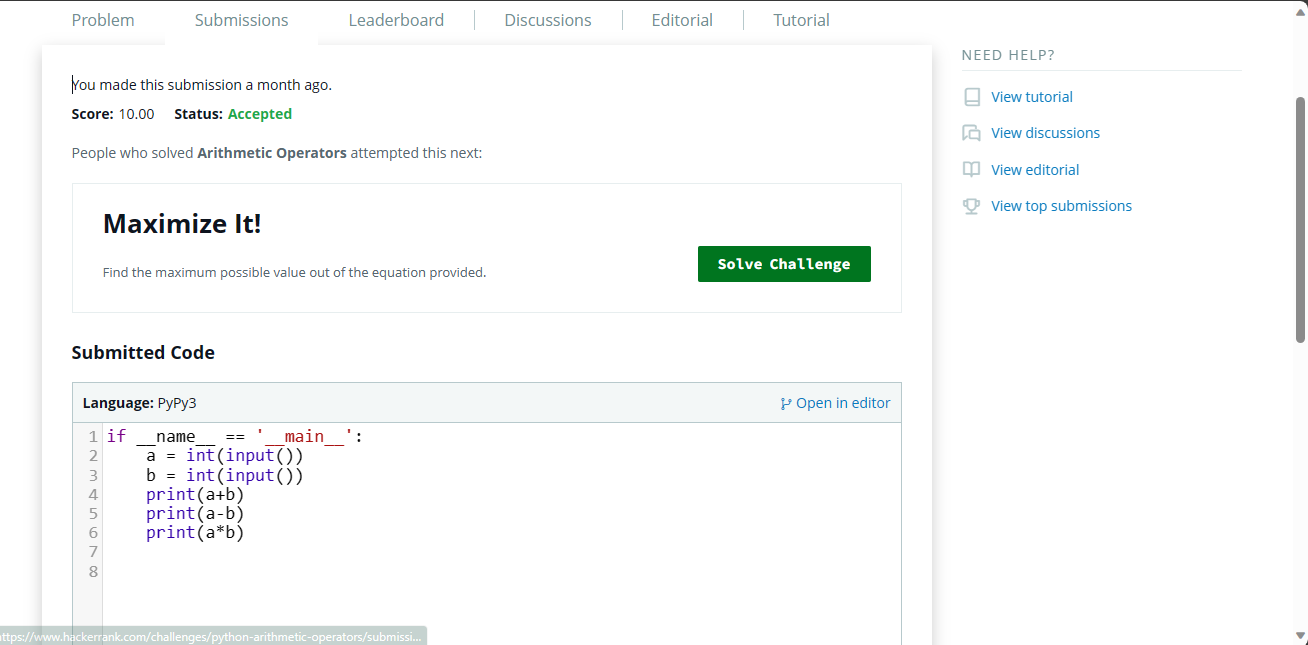 Problem Submissions Leaderboard Discussions Editorial Tutorial
NEED HELP?
You made this submission a month ago.
View tutorial
Score: 10.00 Status: Accepted
View discussions
People who solved Arithmetic Operators attempted this next:
View editorial
View top submissions
Maximize It!
Find the maximum possible value out of the equation provided.
Solve Challenge
Submitted Code
Language: PyPy3
Open in editor
1 if __name__ == '__main__':
2     a = int(input())
3     b = int(input())
4     print(a+b)
5     print(a-b)
6     print(a*b)
7
8
https://www.hackerrank.com/challenges/python-arithmetic-operators/submissi...